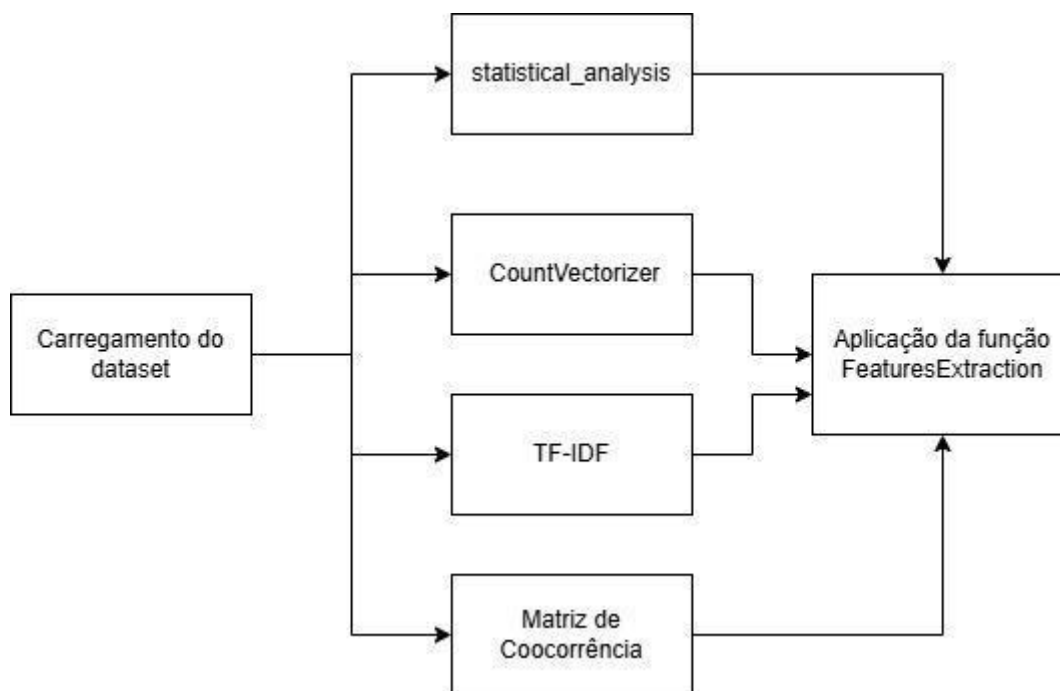 statistical_analysis
CountVectorizer
Carregamento do
dataset
Aplicação da função
FeaturesExtraction
TF-IDF
Matriz de
Coocorrência